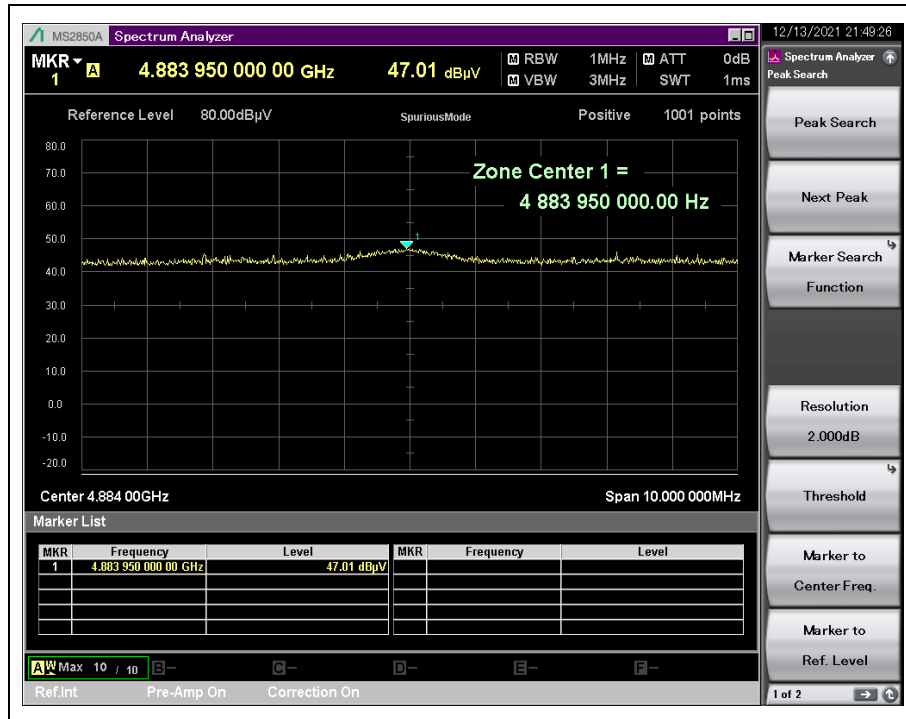 MS2850A Spectrum Analyzer
12/13/2021 21:49:26
MKR 1 A 4.883 950 000 00 GHz 47.01 dBµV
M RBW 1MHz M ATT 0dB
M VBW 3MHz SWT 1ms
Reference Level 80.00dBµV SpuriousMode Positive 1001 points
80.0
70.0
60.0
50.0
40.0
30.0
20.0
10.0
0.0
-10.0
-20.0
Zone Center 1 =
4 883 950 000.00 Hz
1
Center 4.884 00GHz Span 10.000 000MHz
Marker List
MKR Frequency Level MKR Frequency Level
1 4.883 950 000 00 GHz 47.01 dBµV
A W Max 10 / 10 B- C- D- E- F-
Ref.Int Pre-Amp On Correction On
Spectrum Analyzer
Peak Search
Peak Search
Next Peak
Marker Search
Function
Resolution
2.000dB
Threshold
Marker to
Center Freq.
Marker to
Ref. Level
1 of 2